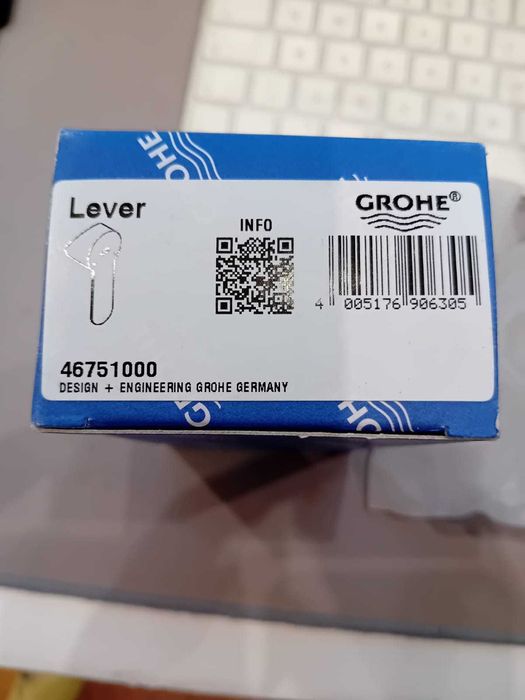 Lever
INFO
GROHE®
4 005176 906305
46751000
DESIGN + ENGINEERING GROHE GERMANY